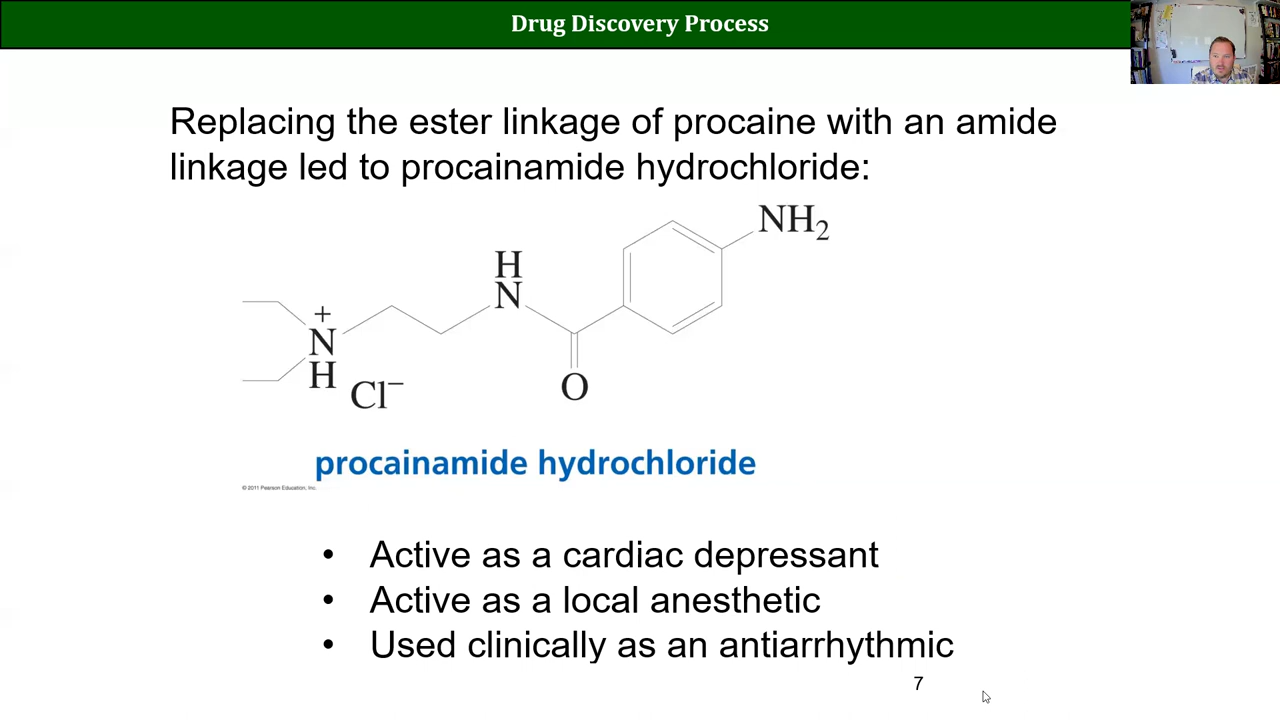 Drug Discovery Process
Replacing the ester linkage of procaine with an amide
linkage led to procainamide hydrochloride:
NH₂
H
N
+
N
H
Cl⁻
O
procainamide hydrochloride
© 2011 Pearson Education, Inc.
• Active as a cardiac depressant
• Active as a local anesthetic
• Used clinically as an antiarrhythmic
7